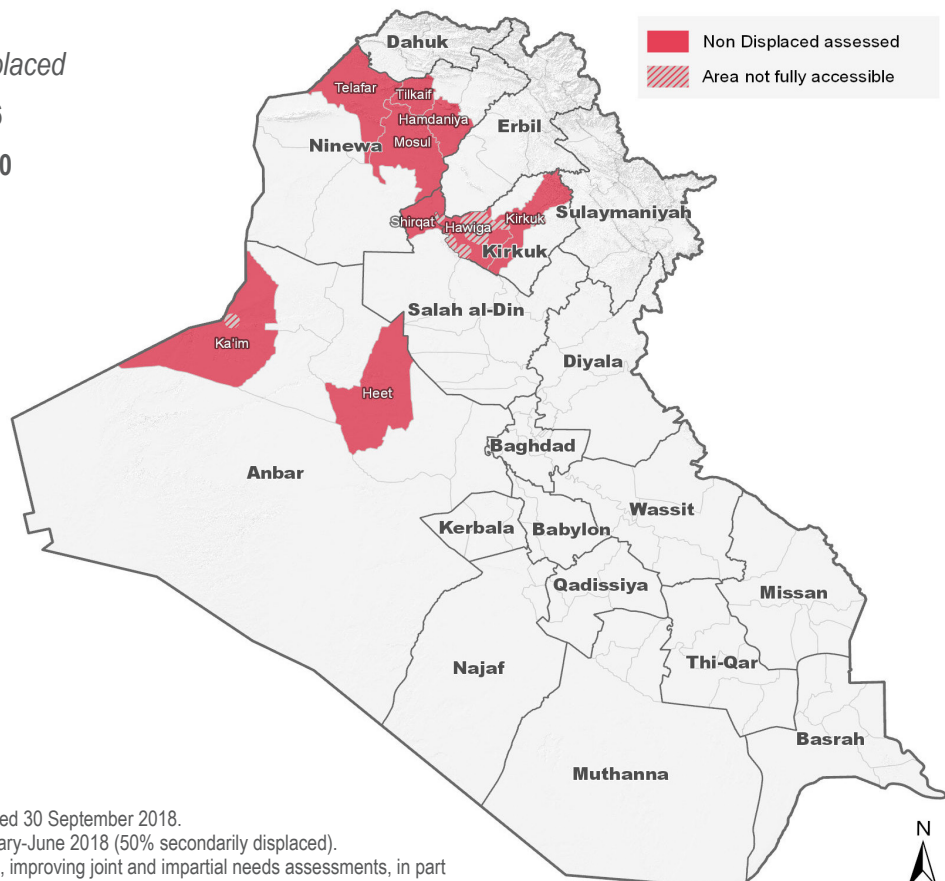 placed
Non Displaced assessed
Area not fully accessible
Dahuk
Telafar
Tilkaif
Hamdaniya
Erbil
Ninewa
Mosul
0
Shirqat
Hawiga
Kirkuk
Sulaymaniyah
Kirkuk
Salah al-Din
Ka'im
Diyala
Heet
Baghdad
Anbar
Wassit
Kerbala
Babylon
Qadissiya
Missan
Najaf
Thi-Qar
Basrah
Muthanna
ed 30 September 2018.
ary-June 2018 (50% secondarily displaced).
, improving joint and impartial needs assessments, in part
N